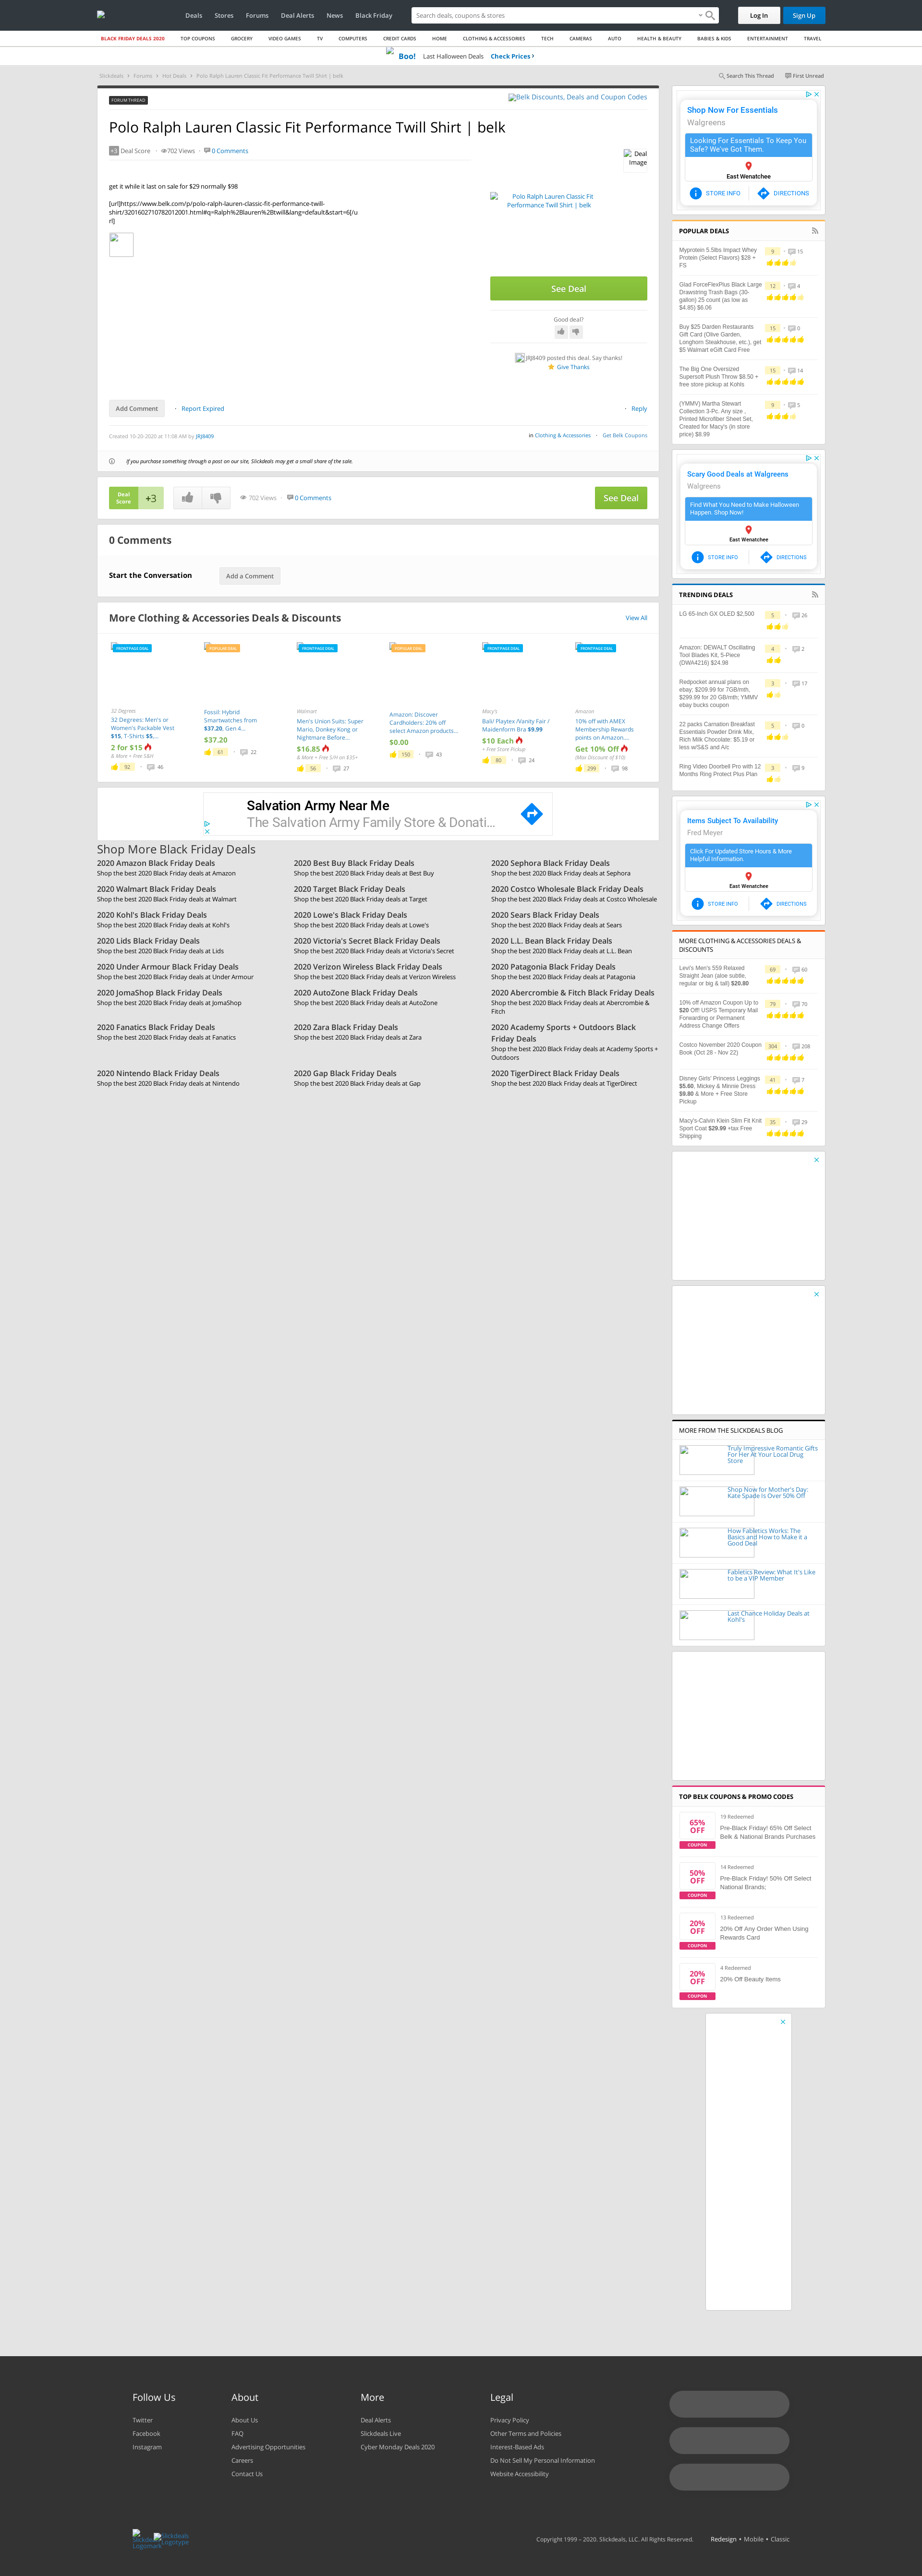 Deals Stores Forums Deal Alerts News Black Friday Search deals, coupons & stores Log In Sign Up
BLACK FRIDAY DEALS 2020 TOP COUPONS GROCERY VIDEO GAMES TV COMPUTERS CREDIT CARDS HOME CLOTHING & ACCESSORIES TECH CAMERAS AUTO HEALTH & BEAUTY BABIES & KIDS ENTERTAINMENT TRAVEL
Boo! Last Halloween Deals Check Prices ›
Slickdeals › Forums › Hot Deals › Polo Ralph Lauren Classic Fit Performance Twill Shirt | belk
Search This Thread First Unread
FORUM THREAD
Belk Discounts, Deals and Coupon Codes
Polo Ralph Lauren Classic Fit Performance Twill Shirt | belk
+3 Deal Score • 702 Views • 0 Comments
Deal
Image
get it while it last on sale for $29 normally $98
[url]https://www.belk.com/p/polo-ralph-lauren-classic-fit-performance-twill-
shirt/320160271078201200​1.html#q=Ralph%2Blauren%2Btwill&lang=default&start=6[/u
rl]
Polo Ralph Lauren Classic Fit
Performance Twill Shirt | belk
See Deal
Good deal?
JRJ8409 posted this deal. Say thanks!
Give Thanks
Add Comment • Report Expired • Reply
Created 10-20-2020 at 11:08 AM by JRJ8409
in Clothing & Accessories • Get Belk Coupons
If you purchase something through a post on our site, Slickdeals may get a small share of the sale.
Deal
Score
+3
702 Views • 0 Comments
See Deal
0 Comments
Start the Conversation Add a Comment
More Clothing & Accessories Deals & Discounts View All
FRONTPAGE DEAL
32 Degrees
32 Degrees: Men's or
Women's Packable Vest
$15, T-Shirts $5,...
2 for $15
& More + Free S&H
92 • 46
POPULAR DEAL
Fossil: Hybrid
Smartwaches from
$37.20, Gen 4...
$37.20
61 • 22
FRONTPAGE DEAL
Walmart
Men's Union Suits: Super
Mario, Donkey Kong or
Nightmare Before...
$16.85
& More + Free S/H on $35+
56 • 27
POPULAR DEAL
Amazon: Discover
Cardholders: 20% off
select Amazon products...
$0.00
150 • 43
FRONTPAGE DEAL
Macy's
Bali/ Playtex /Vanity Fair /
Maidenform Bra $9.99
$10 Each
+ Free Store Pickup
80 • 24
FRONTPAGE DEAL
Amazon
10% off with AMEX
Membership Rewards
points on Amazon....
Get 10% Off
(Max Discount of $10)
299 • 98
Salvation Army Near Me
The Salvation Army Family Store & Donati...
Shop More Black Friday Deals
2020 Amazon Black Friday Deals
Shop the best 2020 Black Friday deals at Amazon
2020 Best Buy Black Friday Deals
Shop the best 2020 Black Friday deals at Best Buy
2020 Sephora Black Friday Deals
Shop the best 2020 Black Friday deals at Sephora
2020 Walmart Black Friday Deals
Shop the best 2020 Black Friday deals at Walmart
2020 Target Black Friday Deals
Shop the best 2020 Black Friday deals at Target
2020 Costco Wholesale Black Friday Deals
Shop the best 2020 Black Friday deals at Costco Wholesale
2020 Kohl's Black Friday Deals
Shop the best 2020 Black Friday deals at Kohl's
2020 Lowe's Black Friday Deals
Shop the best 2020 Black Friday deals at Lowe's
2020 Sears Black Friday Deals
Shop the best 2020 Black Friday deals at Sears
2020 Lids Black Friday Deals
Shop the best 2020 Black Friday deals at Lids
2020 Victoria's Secret Black Friday Deals
Shop the best 2020 Black Friday deals at Victoria's Secret
2020 L.L. Bean Black Friday Deals
Shop the best 2020 Black Friday deals at L.L. Bean
2020 Under Armour Black Friday Deals
Shop the best 2020 Black Friday deals at Under Armour
2020 Verizon Wireless Black Friday Deals
Shop the best 2020 Black Friday deals at Verizon Wireless
2020 Patagonia Black Friday Deals
Shop the best 2020 Black Friday deals at Patagonia
2020 JomaShop Black Friday Deals
Shop the best 2020 Black Friday deals at JomaShop
2020 AutoZone Black Friday Deals
Shop the best 2020 Black Friday deals at AutoZone
2020 Abercrombie & Fitch Black Friday Deals
Shop the best 2020 Black Friday deals at Abercrombie &
Fitch
2020 Fanatics Black Friday Deals
Shop the best 2020 Black Friday deals at Fanatics
2020 Zara Black Friday Deals
Shop the best 2020 Black Friday deals at Zara
2020 Academy Sports + Outdoors Black
Friday Deals
Shop the best 2020 Black Friday deals at Academy Sports +
Outdoors
2020 Nintendo Black Friday Deals
Shop the best 2020 Black Friday deals at Nintendo
2020 Gap Black Friday Deals
Shop the best 2020 Black Friday deals at Gap
2020 TigerDirect Black Friday Deals
Shop the best 2020 Black Friday deals at TigerDirect
Shop Now For Essentials
Walgreens
Looking For Essentials To Keep You
Safe? We've Got Them.
East Wenatchee
STORE INFO DIRECTIONS
POPULAR DEALS
Myprotein 5.5lbs Impact Whey
Protein (Select Flavors) $28 +
FS
9 • 15
Glad ForceFlexPlus Black Large
Drawstring Trash Bags (30-
gallon) 25 count (as low as
$4.85) $6.06
12 • 4
Buy $25 Darden Restaurants
Gift Card (Olive Garden,
Longhorn Steakhouse, etc.), get
$5 Walmart eGift Card Free
15 • 0
The Big One Oversized
Supersoft Plush Throw $8.50 +
free store pickup at Kohls
15 • 14
(YMMV) Martha Stewart
Collection 3-Pc. Any size ,
Printed Microfiber Sheet Set,
Created for Macy's (in store
price) $8.99
9 • 5
Scary Good Deals at Walgreens
Walgreens
Find What You Need to Make Halloween
Happen. Shop Now!
East Wenatchee
STORE INFO DIRECTIONS
TRENDING DEALS
LG 65-Inch GX OLED $2,500
5 • 26
Amazon: DEWALT Oscillating
Tool Blades Kit, 5-Piece
(DWA4216) $24.98
4 • 2
Redpocket annual plans on
ebay; $209.99 for 7GB/mth,
$299.99 for 20 GB/mth; YMMV
ebay bucks coupon
3 • 17
22 packs Carnation Breakfast
Essentials Powder Drink Mix,
Rich Milk Chocolate; $5.19 or
less w/S&S and A/c
5 • 0
Ring Video Doorbell Pro with 12
Months Ring Protect Plus Plan
3 • 9
Items Subject To Availability
Fred Meyer
Click For Updated Store Hours & More
Helpful Information.
East Wenatchee
STORE INFO DIRECTIONS
MORE CLOTHING & ACCESSORIES DEALS &
DISCOUNTS
Levi's Men's 559 Relaxed
Straight Jean (aloe subtle,
regular or big & tall) $20.80
69 • 60
10% off Amazon Coupon Up to
$20 Off! USPS Temporary Mail
Forwarding or Permanent
Address Change Offers
79 • 70
Costco November 2020 Coupon
Book (Oct 28 - Nov 22)
304 • 208
Disney Girls' Princess Leggings
$5.60, Mickey & Minnie Dress
$9.80 & More + Free Store
Pickup
41 • 7
Macy's-Calvin Klein Slim Fit Knit
Sport Coat $29.99 +tax Free
Shipping
35 • 29
MORE FROM THE SLICKDEALS BLOG
Truly Impressive Romantic Gifts
For Her At Your Local Drug
Store
Shop Now for Mother's Day:
Kate Spade Is Over 50% Off
How Fabletics Works: The
Basics and How to Make it a
Good Deal
Fabletics Review: What It's Like
to be a VIP Member
Last Chance Holiday Deals at
Kohl's
TOP BELK COUPONS & PROMO CODES
65%
OFF
COUPON
19 Redeemed
Pre-Black Friday! 65% Off Select
Belk & National Brands Purchases
50%
OFF
COUPON
14 Redeemed
Pre-Black Friday! 50% Off Select
National Brands;
20%
OFF
COUPON
13 Redeemed
20% Off Any Order When Using
Rewards Card
20%
OFF
COUPON
4 Redeemed
20% Off Beauty Items
Follow Us
Twitter
Facebook
Instagram
About
About Us
FAQ
Advertising Opportunities
Careers
Contact Us
More
Deal Alerts
Slickdeals Live
Cyber Monday Deals 2020
Legal
Privacy Policy
Other Terms and Policies
Interest-Based Ads
Do Not Sell My Personal Information
Website Accessibility
Slickdeals
Logotype
Copyright 1999 – 2020. Slickdeals, LLC. All Rights Reserved. Redesign • Mobile • Classic